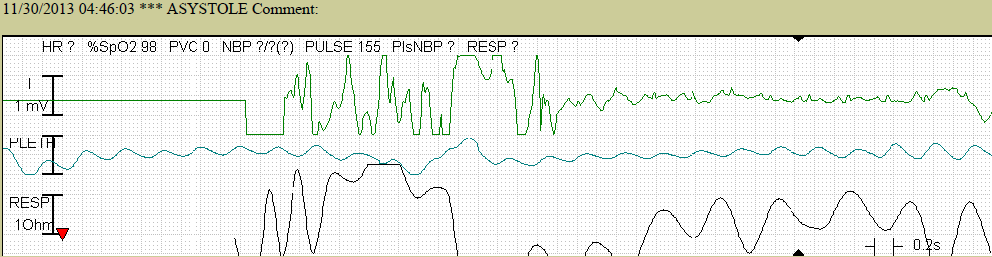 11/30/2013 04:46:03 *** ASYSTOLE Comment:
HR ? %SpO2 98 PVC 0 NBP ?/?(?) PULSE 155 PlsNBP ? RESP ?
I
1 mV
PLETH
RESP
1Ohm
0.2s